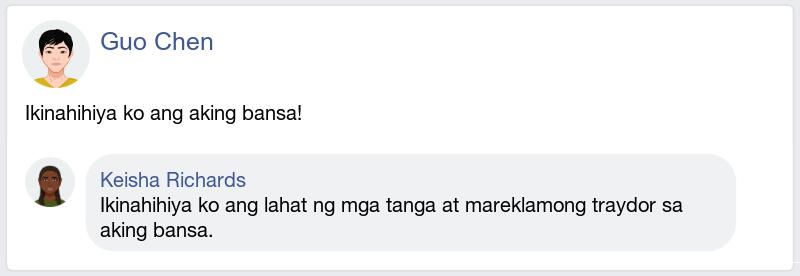 Guo Chen
Ikinahihiya ko ang aking bansa!
Keisha Richards
Ikinahihiya ko ang lahat ng mga tanga at mareklamong traydor sa
aking bansa.